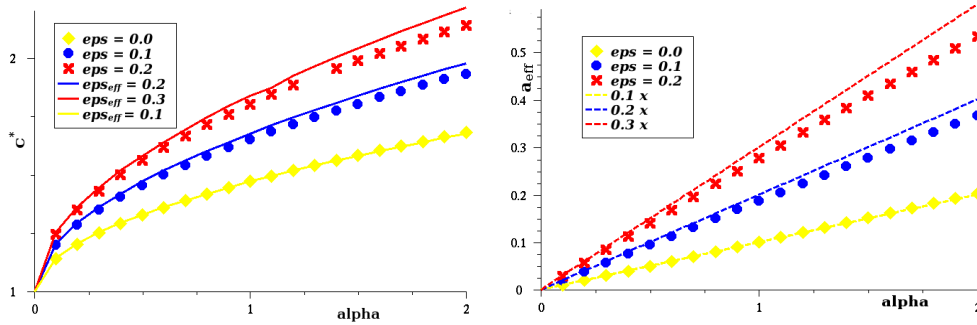 eps = 0.0
eps = 0.1
eps = 0.2
eps_eff = 0.2
eps_eff = 0.3
eps_eff = 0.1
2
1
c*
0
1
2
alpha
eps = 0.0
eps = 0.1
eps = 0.2
0.1 x
0.2 x
0.3 x
0.5
0.4
0.3
0.2
0.1
0
a_eff
0
1
2
alpha